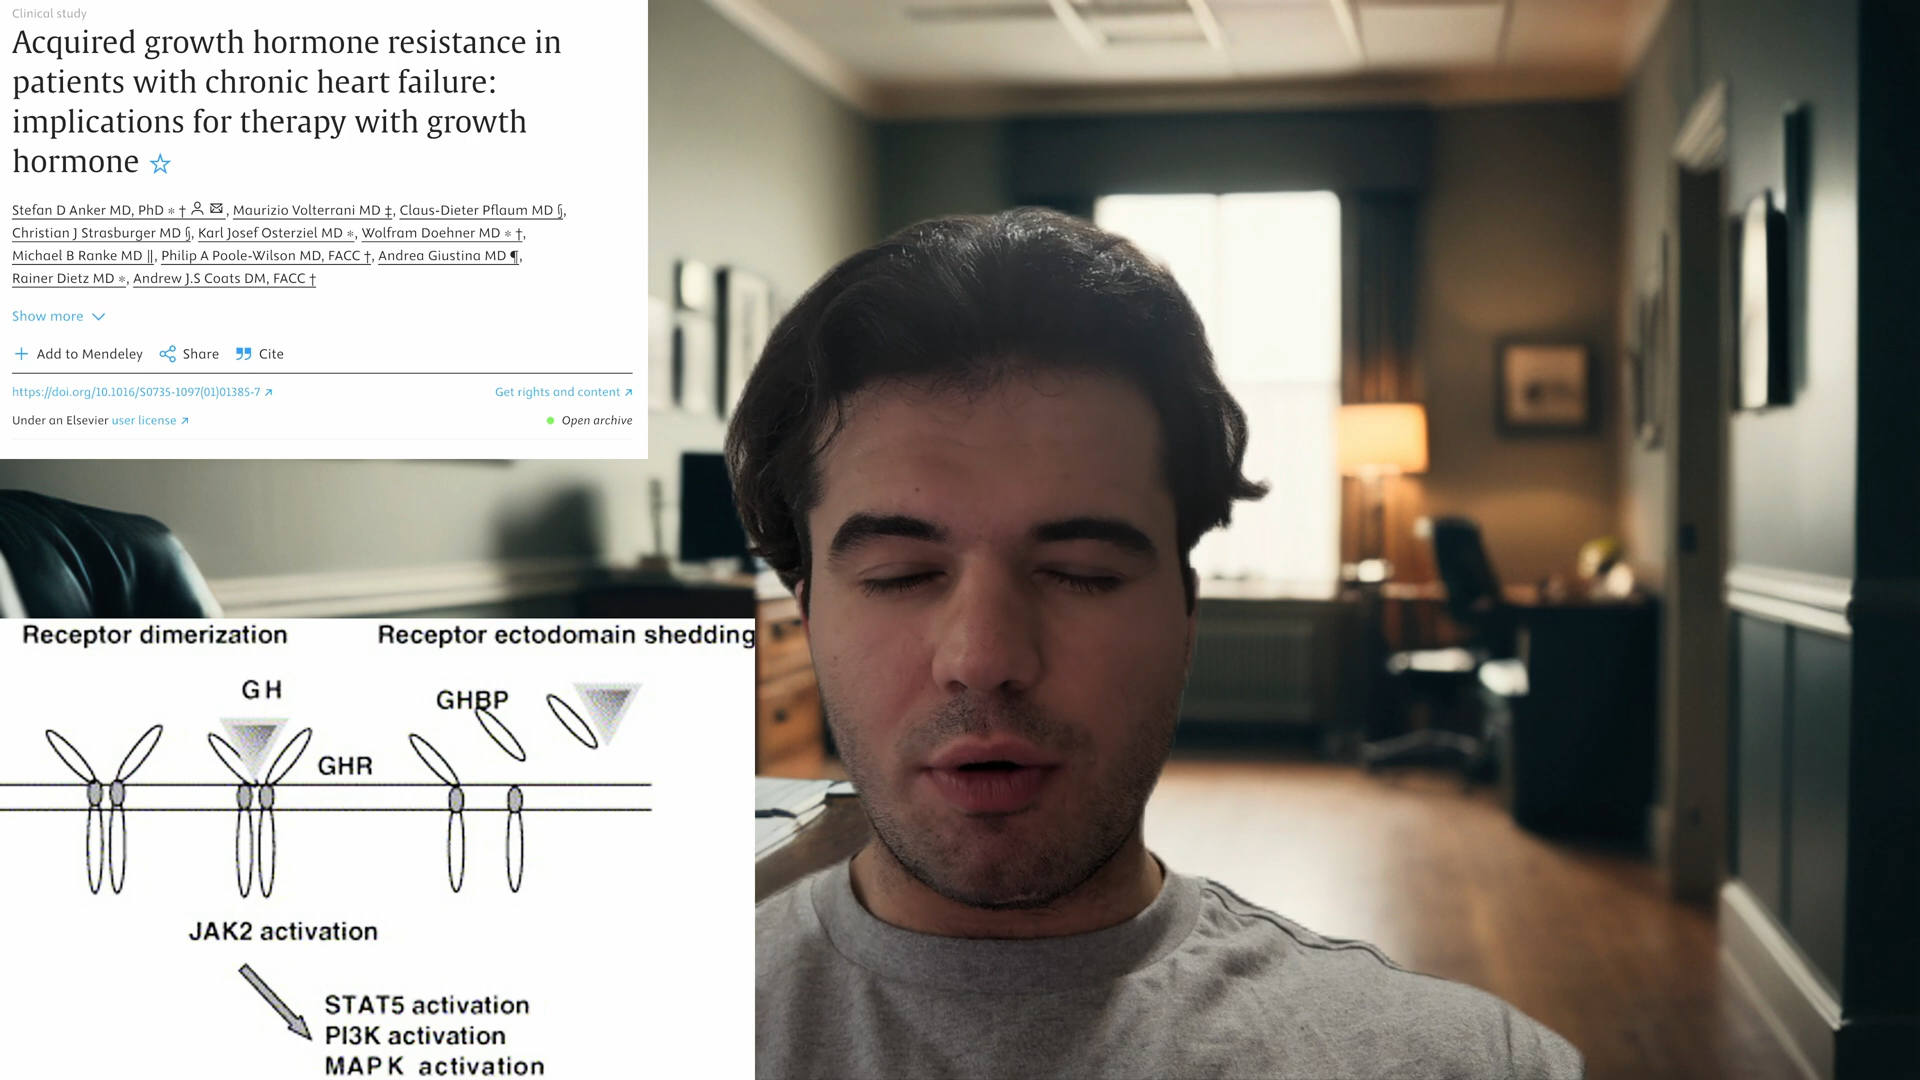 Clinical study
Acquired growth hormone resistance in
patients with chronic heart failure:
implications for therapy with growth
hormone ☆
Stefan D Anker MD, PhD * † , Maurizio Volterrani MD ‡, Claus-Dieter Pflaum MD §,
Christian J Strasburger MD §, Karl Josef Osterziel MD *, Wolfram Doehner MD * †,
Michael B Ranke MD ‖, Philip A Poole-Wilson MD, FACC †, Andrea Giustina MD ¶,
Rainer Dietz MD *, Andrew J.S Coats DM, FACC †
Show more
+ Add to Mendeley Share Cite
https://doi.org/10.1016/S0735-1097(01)01385-7 ↗ Get rights and content ↗
Under an Elsevier user license ↗ Open archive
Receptor dimerization Receptor ectodomain shedding
GH
GHBP
GHR
JAK2 activation
STAT5 activation
PI3K activation
MAPK activation